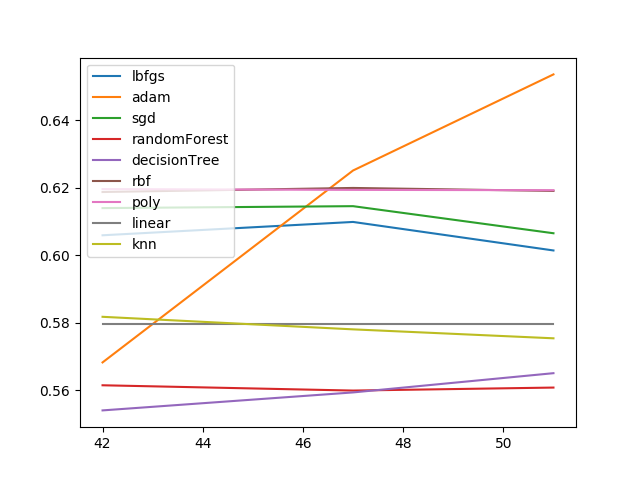 lbfgs
adam
sgd
randomForest
decisionTree
rbf
poly
linear
knn
0.64
0.62
0.60
0.58
0.56
42 44 46 48 50